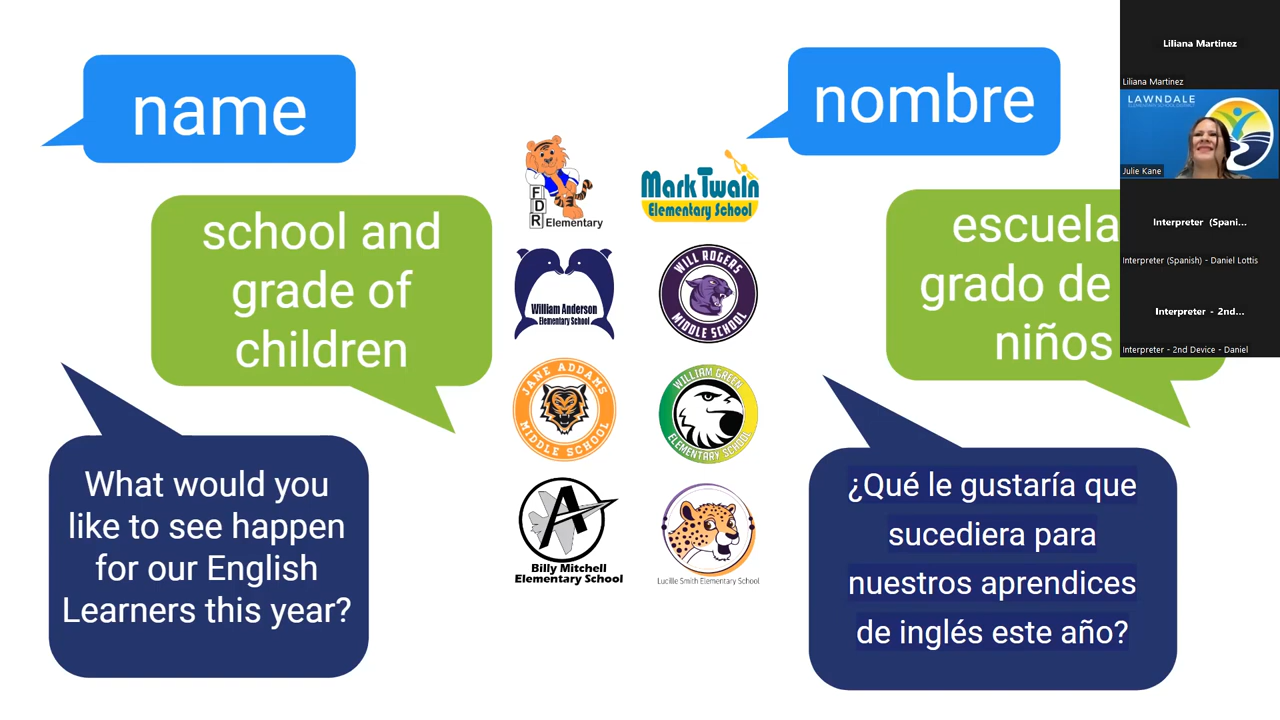 name
school and
grade of
children
What would you
like to see happen
for our English
Learners this year?
FDR
Elementary
Mark Twain
Elementary School
William Anderson
Elementary School
WILL ROGERS
MIDDLE SCHOOL
JANE ADDAMS
MIDDLE SCHOOL
WILLIAM GREEN
ELEMENTARY SCHOOL
A
Billy Mitchell
Elementary School
Lucille Smith Elementary School
nombre
escuela
grado de
niños
¿Qué le gustaría que
sucediera para
nuestros aprendices
de inglés este año?
Liliana Martinez
Liliana Martinez
LAWNDALE
ELEMENTARY SCHOOL DISTRICT
Julie Kane
Interpreter (Spani...
Interpreter (Spanish) - Daniel Lottis
Interpreter - 2nd...
Interpreter - 2nd Device - Daniel